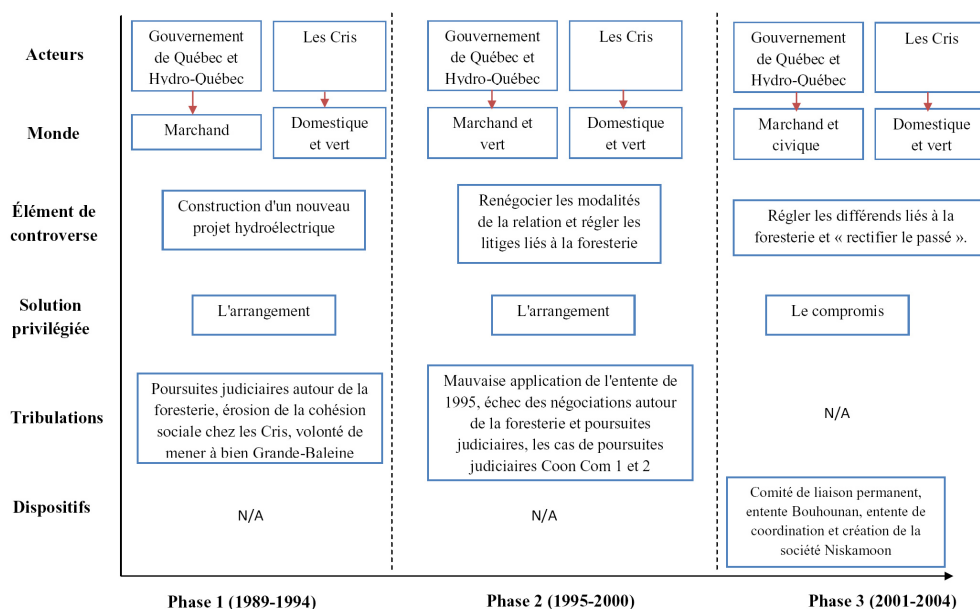 Acteurs
Gouvernement
de Québec et
Hydro-Québec
Les Cris
Gouvernement
de Québec et
Hydro-Québec
Les Cris
Gouvernement
de Québec et
Hydro-Québec
Les Cris
Monde
Marchand
Domestique
et vert
Marchand et
vert
Domestique
et vert
Marchand et
civique
Domestique
et vert
Élément de
controverse
Construction d'un nouveau
projet hydroélectrique
Renégocier les modalités
de la relation et régler les
litiges liés à la foresterie
Régler les différends liés à la
foresterie et « rectifier le passé ».
Solution
privilégiée
L'arrangement
L'arrangement
Le compromis
Tribulations
Poursuites judiciaires autour de la
foresterie, érosion de la cohésion
sociale chez les Cris, volonté de
mener à bien Grande-Baleine
Mauvaise application de l'entente de
1995, échec des négociations autour
de la foresterie et poursuites
judiciaires, les cas de poursuites
judiciaires Coon Com 1 et 2
N/A
Dispositifs
N/A
N/A
Comité de liaison permanent,
entente Bouhounan, entente de
coordination et création de la
société Niskamoon
Phase 1 (1989-1994)
Phase 2 (1995-2000)
Phase 3 (2001-2004)